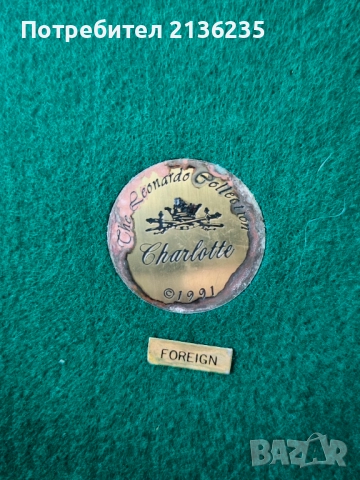 Потребител 2136235
The Leonardo Collection
Charlotte
©1991
FOREIGN
BAZAR